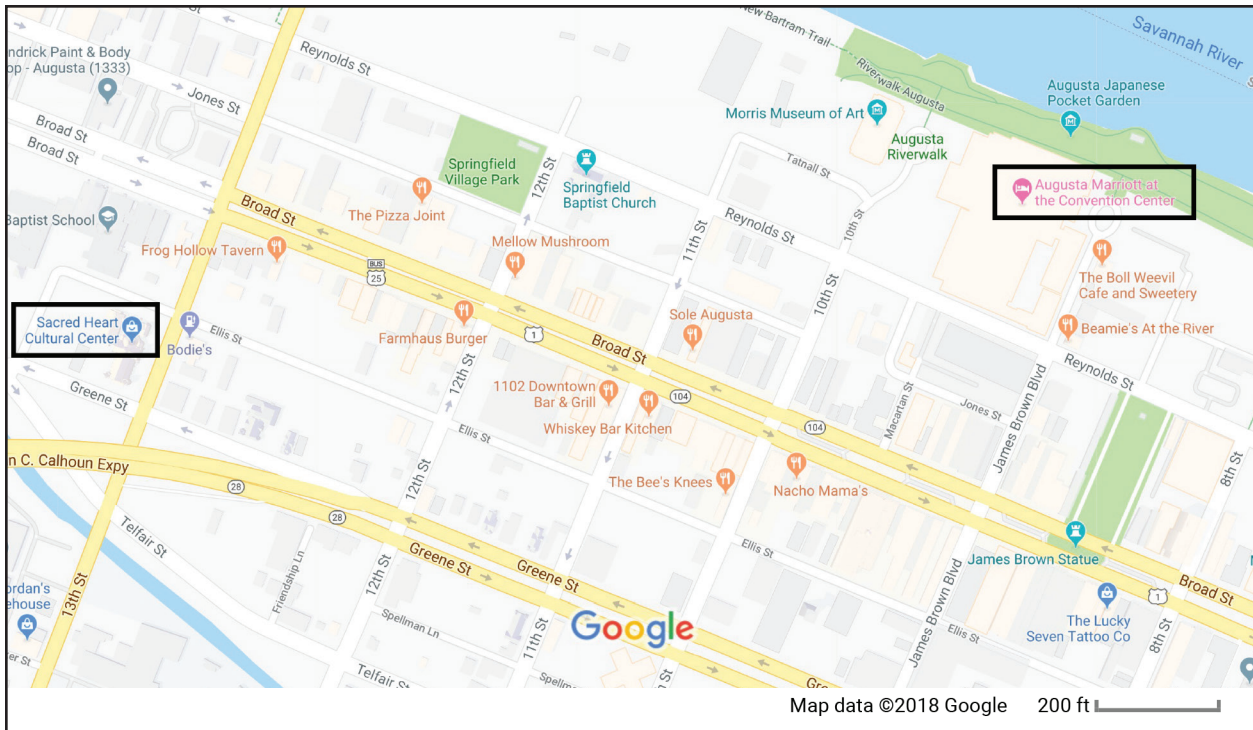 New Bartram Trail
Savannah River
Reynolds St
ndrick Paint & Body
op - Augusta (1333)
Riverwalk Augusta
Augusta Japanese
Pocket Garden
Jones St
Morris Museum of Art
Broad St
Augusta
Riverwalk
Broad St
Tatnall St
Springfield
Village Park
12th St
Springfield
Baptist Church
Augusta Marriott at
the Convention Center
Broad St
The Pizza Joint
Reynolds St
10th St
Baptist School
Frog Hollow Tavern
Mellow Mushroom
11th St
BUS
25
The Boll Weevil
Cafe and Sweetery
10th St
Sacred Heart
Cultural Center
Ellis St
Bodie's
Farmhaus Burger
1
Broad St
Sole Augusta
Beamie's At the River
Reynolds St
Greene St
12th St
1102 Downtown
Bar & Grill
104
Whiskey Bar Kitchen
Macartan St
Jones St
James Brown Blvd
104
Ellis St
n C. Calhoun Expy
28
12th St
The Bee's Knees
Nacho Mama's
8th St
28
Telfair St
Greene St
Greene St
Ellis St
James Brown Statue
Broad St
1
Friendship Ln
12th St
13th St
ordan's
ehouse
Spellman Ln
Google
James Brown Blvd
Ellis St
The Lucky
Seven Tattoo Co
8th St
11th St
er St
Telfair St
Spellm
h St
Gr
N
Map data ©2018 Google
200 ft